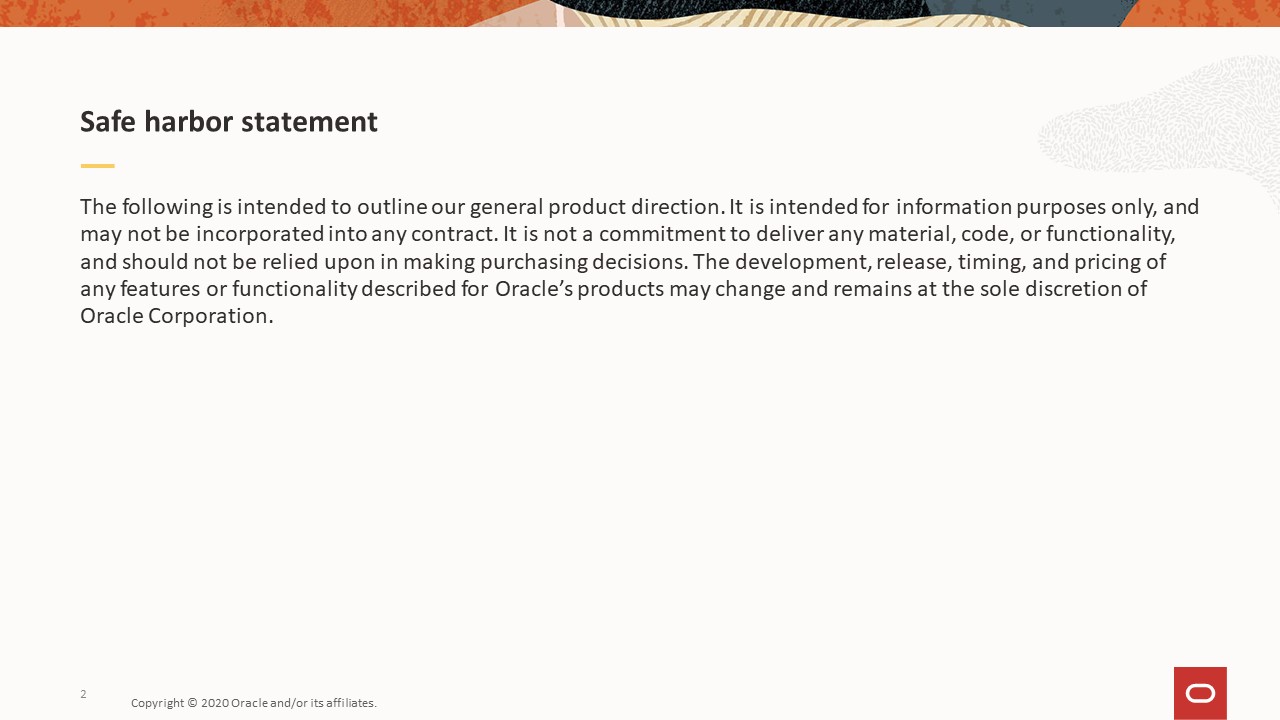 Safe harbor statement
The following is intended to outline our general product direction. It is intended for information purposes only, and
may not be incorporated into any contract. It is not a commitment to deliver any material, code, or functionality,
and should not be relied upon in making purchasing decisions. The development, release, timing, and pricing of
any features or functionality described for Oracle’s products may change and remains at the sole discretion of
Oracle Corporation.
2
Copyright © 2020 Oracle and/or its affiliates.